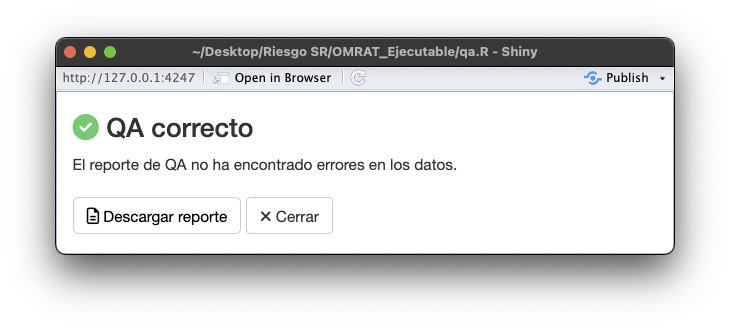 ~/Desktop/Riesgo SR/OMRAT_Ejecutable/qa.R - Shiny
http://127.0.0.1:4247 Open in Browser Publish
QA correcto
El reporte de QA no ha encontrado errores en los datos.
Descargar reporte Cerrar